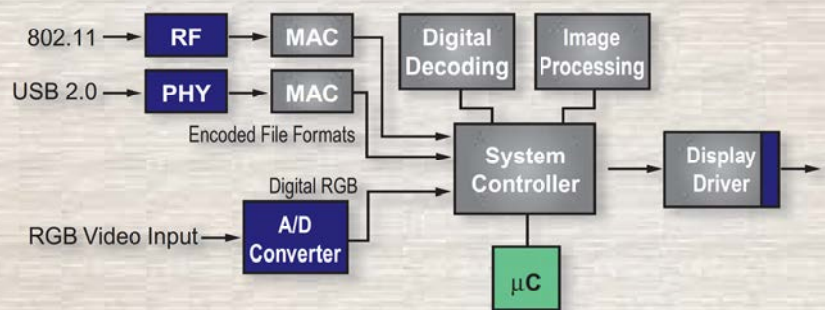 802.11
RF
MAC
USB 2.0
PHY
MAC
Encoded File Formats
Digital RGB
RGB Video Input
A/D
Converter
Digital
Decoding
Image
Processing
System
Controller
μC
Display
Driver